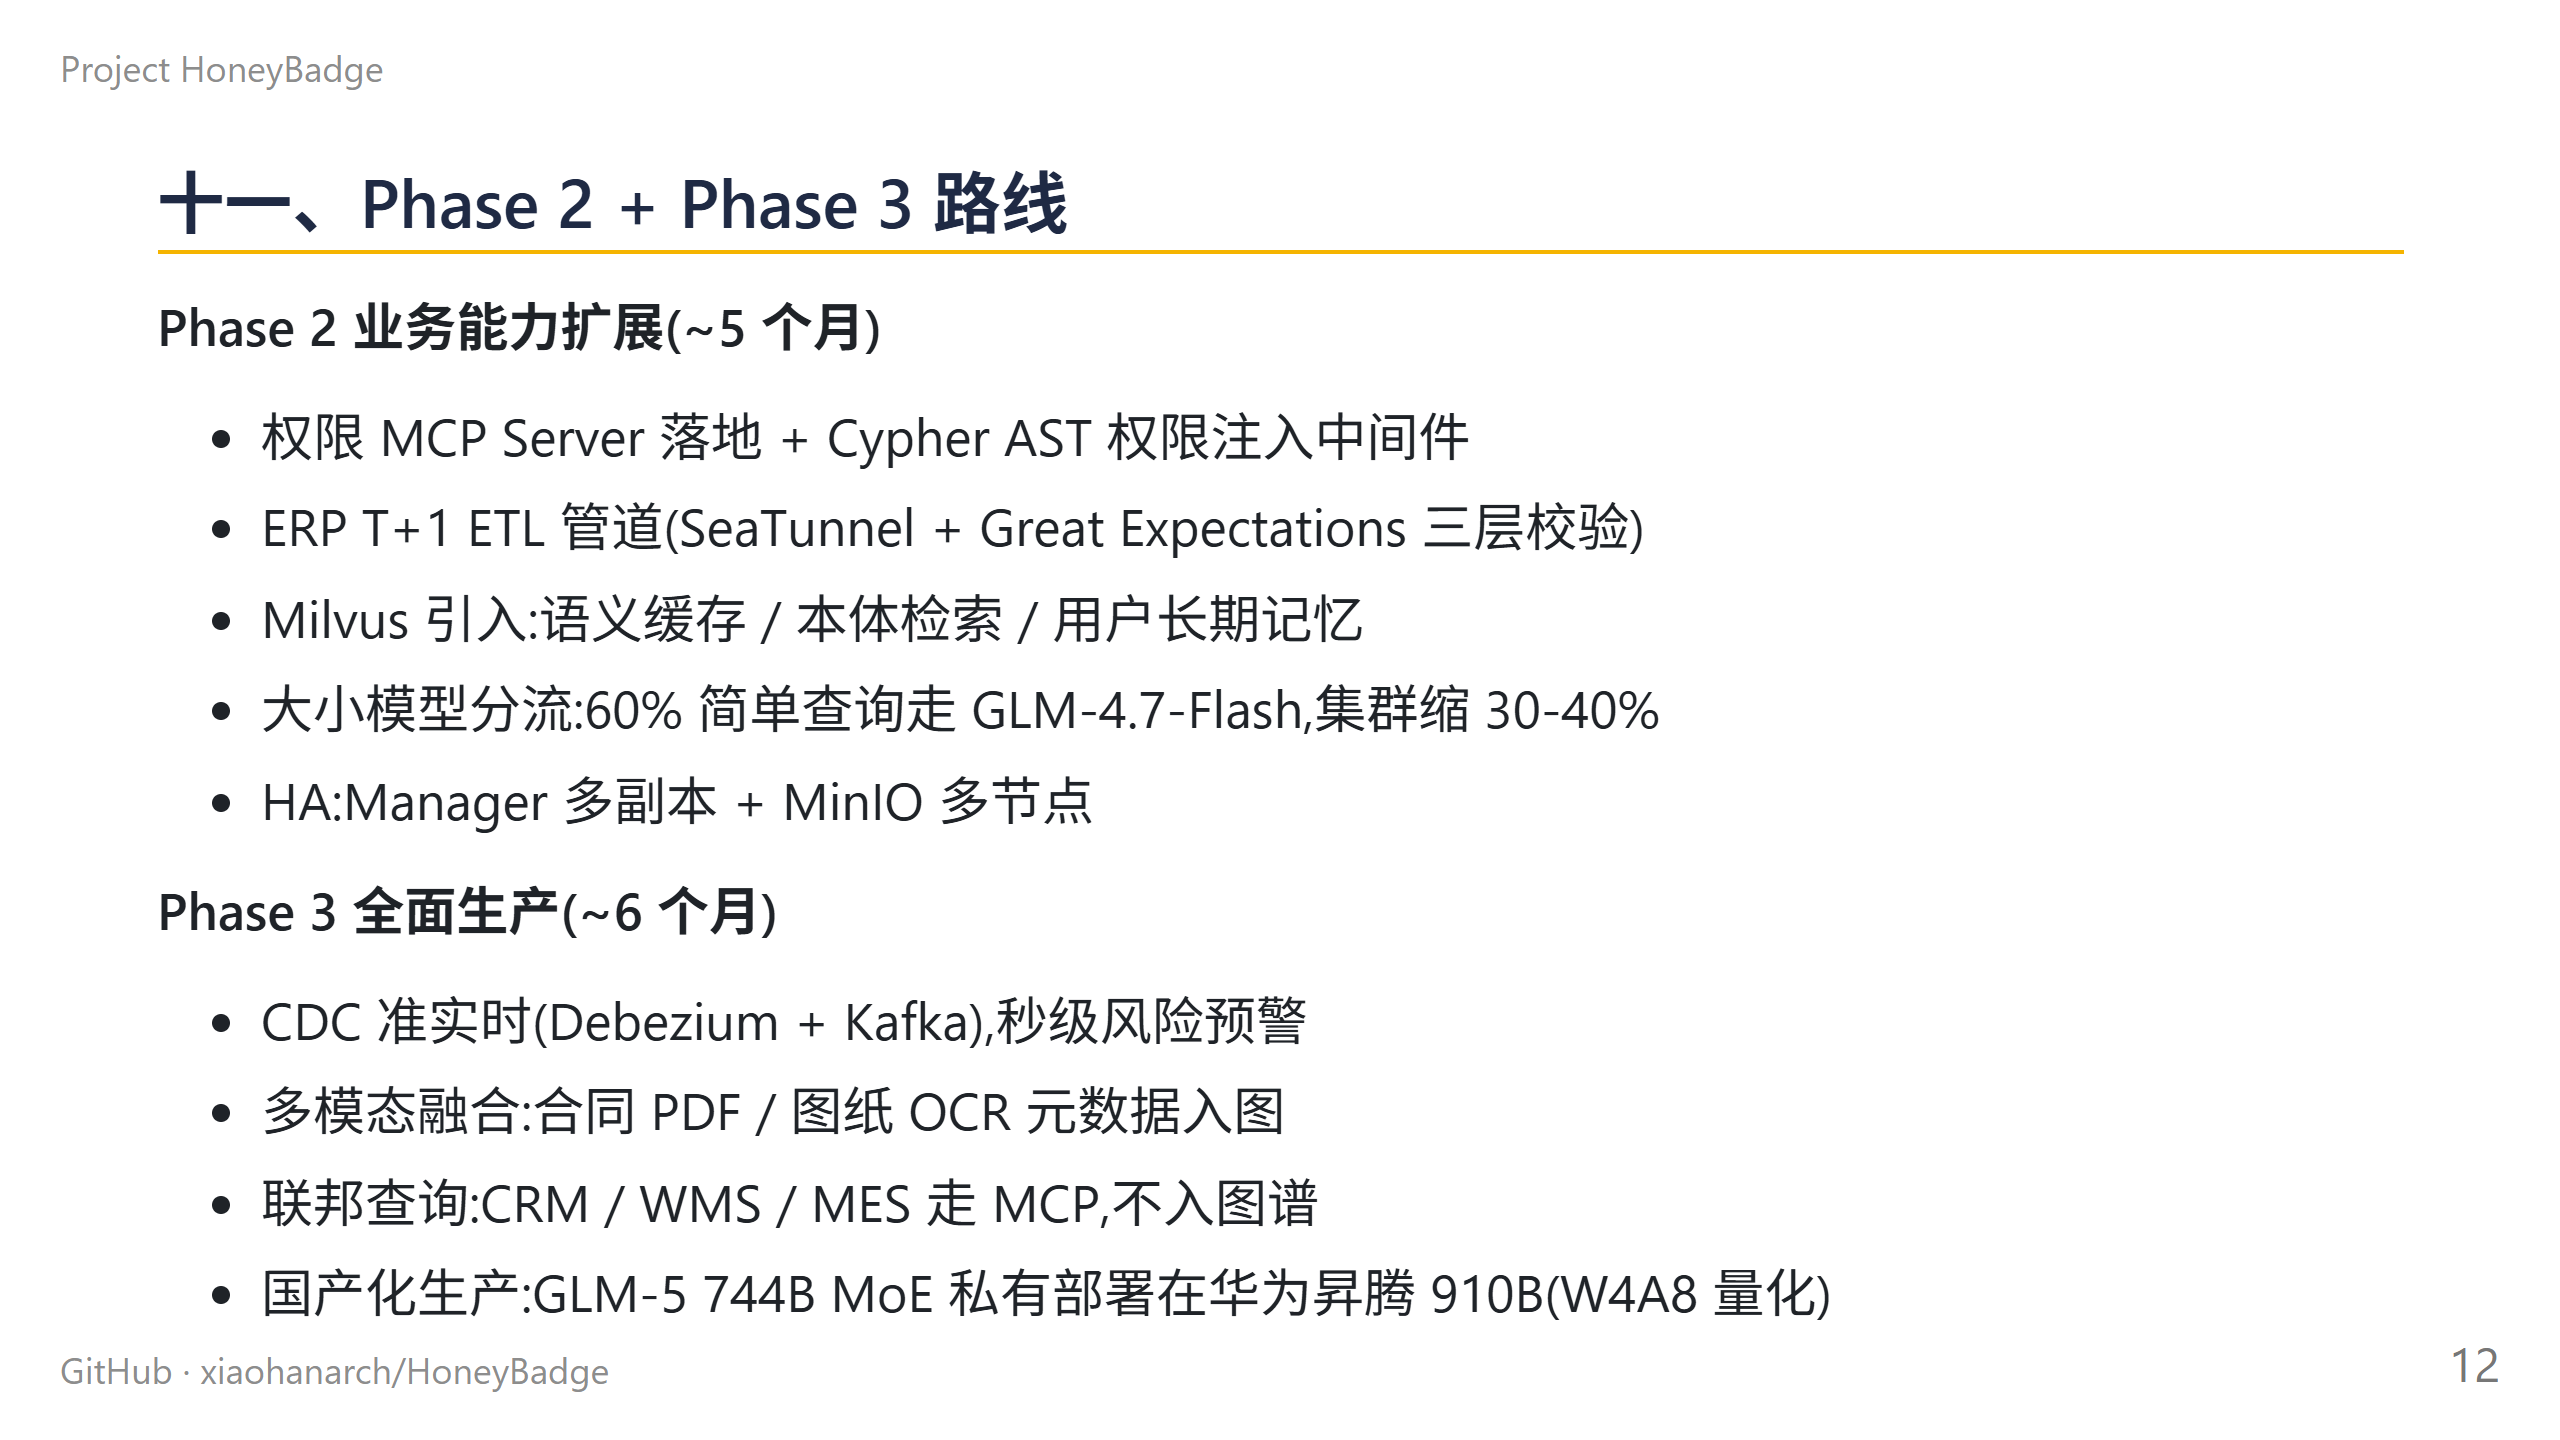 Project HoneyBadge
十一、Phase 2 + Phase 3 路线
Phase 2 业务能力扩展(~5 个月)
• 权限 MCP Server 落地 + Cypher AST 权限注入中间件
• ERP T+1 ETL 管道(SeaTunnel + Great Expectations 三层校验)
• Milvus 引入:语义缓存 / 本体检索 / 用户长期记忆
• 大小模型分流:60% 简单查询走 GLM-4.7-Flash,集群缩 30-40%
• HA:Manager 多副本 + MinIO 多节点
Phase 3 全面生产(~6 个月)
• CDC 准实时(Debezium + Kafka),秒级风险预警
• 多模态融合:合同 PDF / 图纸 OCR 元数据入图
• 联邦查询:CRM / WMS / MES 走 MCP,不入图谱
• 国产化生产:GLM-5 744B MoE 私有部署在华为昇腾 910B(W4A8 量化)
GitHub · xiaohanarch/HoneyBadge
12